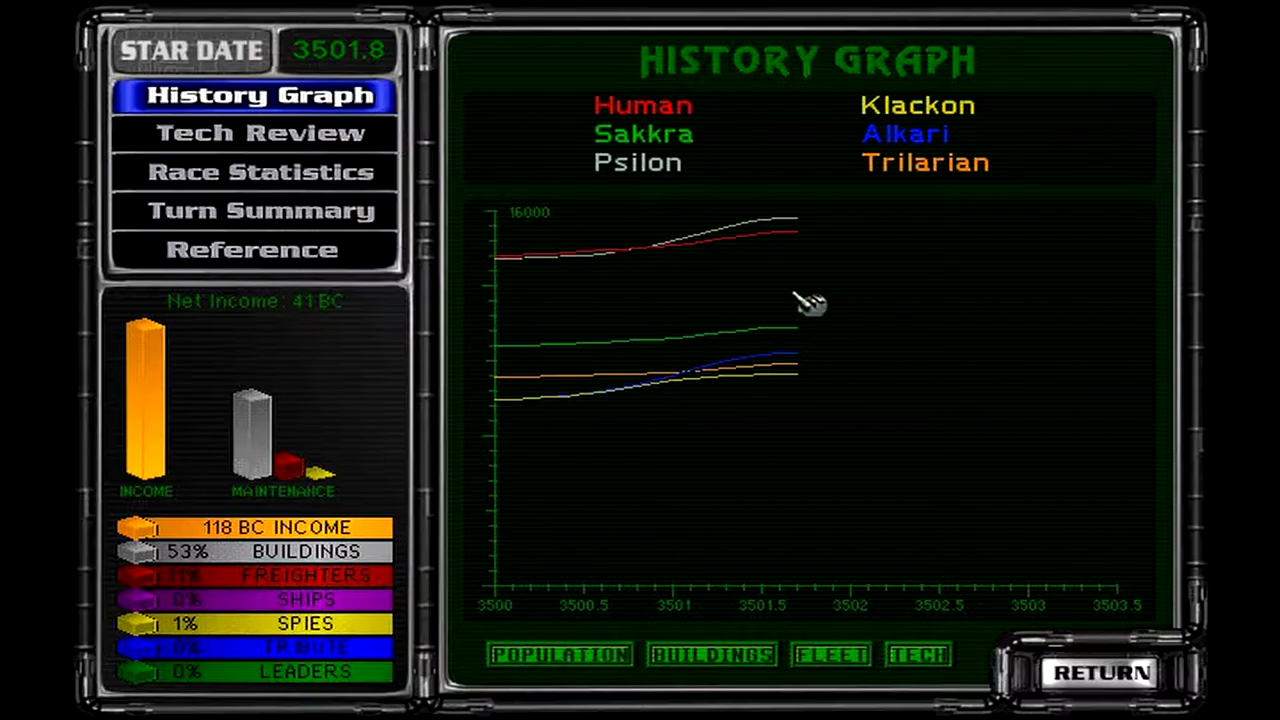 STAR DATE 3501.8
History Graph
Tech Review
Race Statistics
Turn Summary
Reference
Net Income: 41 BC
INCOME MAINTENANCE
118 BC INCOME
53% BUILDINGS
11% FREIGHTERS
0% SHIPS
1% SPIES
0% TRIBUTE
0% LEADERS
HISTORY GRAPH
Human Klackon
Sakkra Alkari
Psilon Trilarian
16000
3500 3500.5 3501 3501.5 3502 3502.5 3503 3503.5
POPULATION BUILDINGS FLEET TECH
RETURN